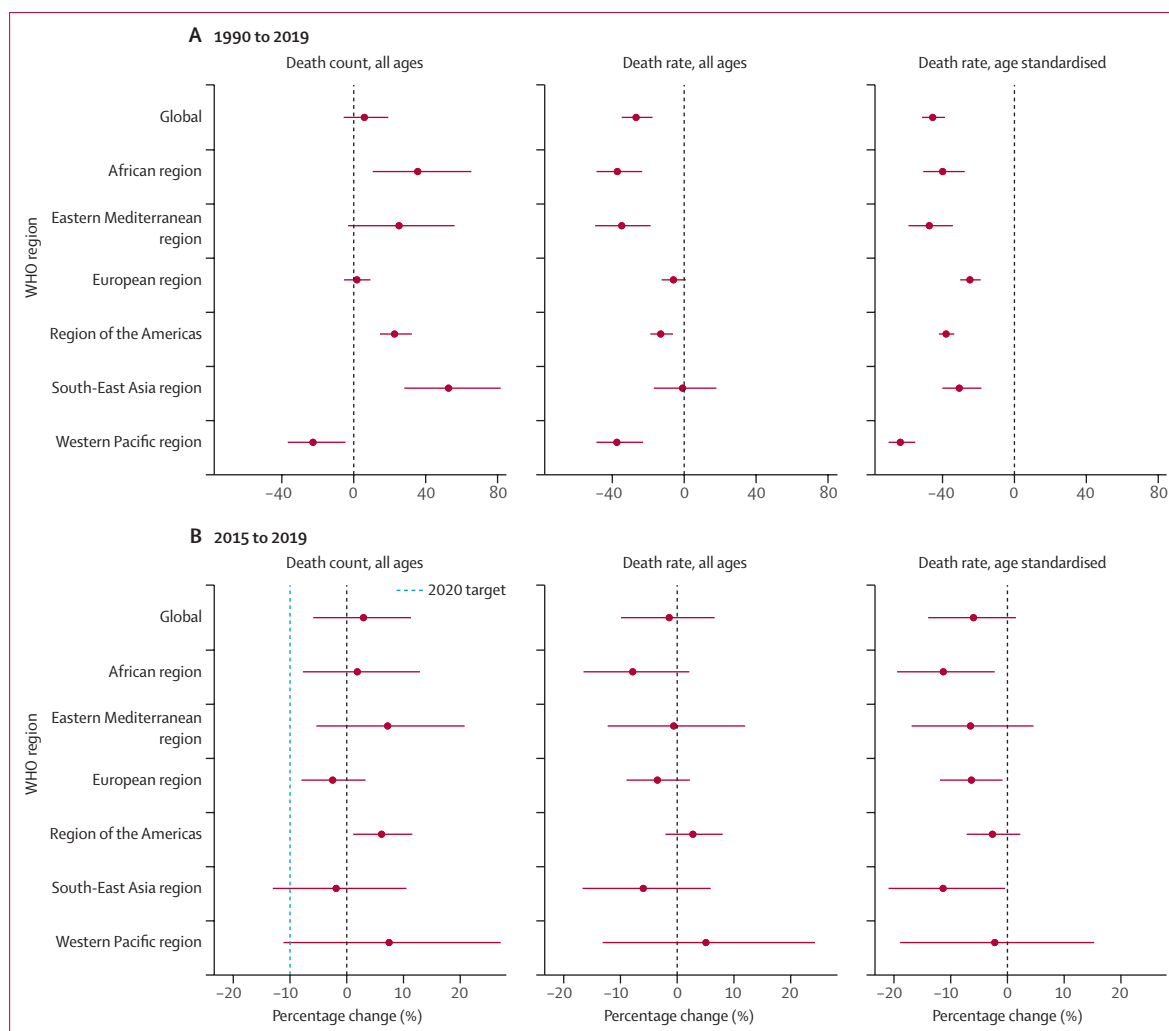 A 1990 to 2019
Death count, all ages
Death rate, all ages
Death rate, age standardised
WHO region
Global
African region
Eastern Mediterranean
region
European region
Region of the Americas
South-East Asia region
Western Pacific region
−40 0 40 80
−40 0 40 80
−40 0 40 80
B 2015 to 2019
Death count, all ages
Death rate, all ages
Death rate, age standardised
2020 target
WHO region
Global
African region
Eastern Mediterranean
region
European region
Region of the Americas
South-East Asia region
Western Pacific region
−20 −10 0 10 20
−20 −10 0 10 20
−20 −10 0 10 20
Percentage change (%)
Percentage change (%)
Percentage change (%)